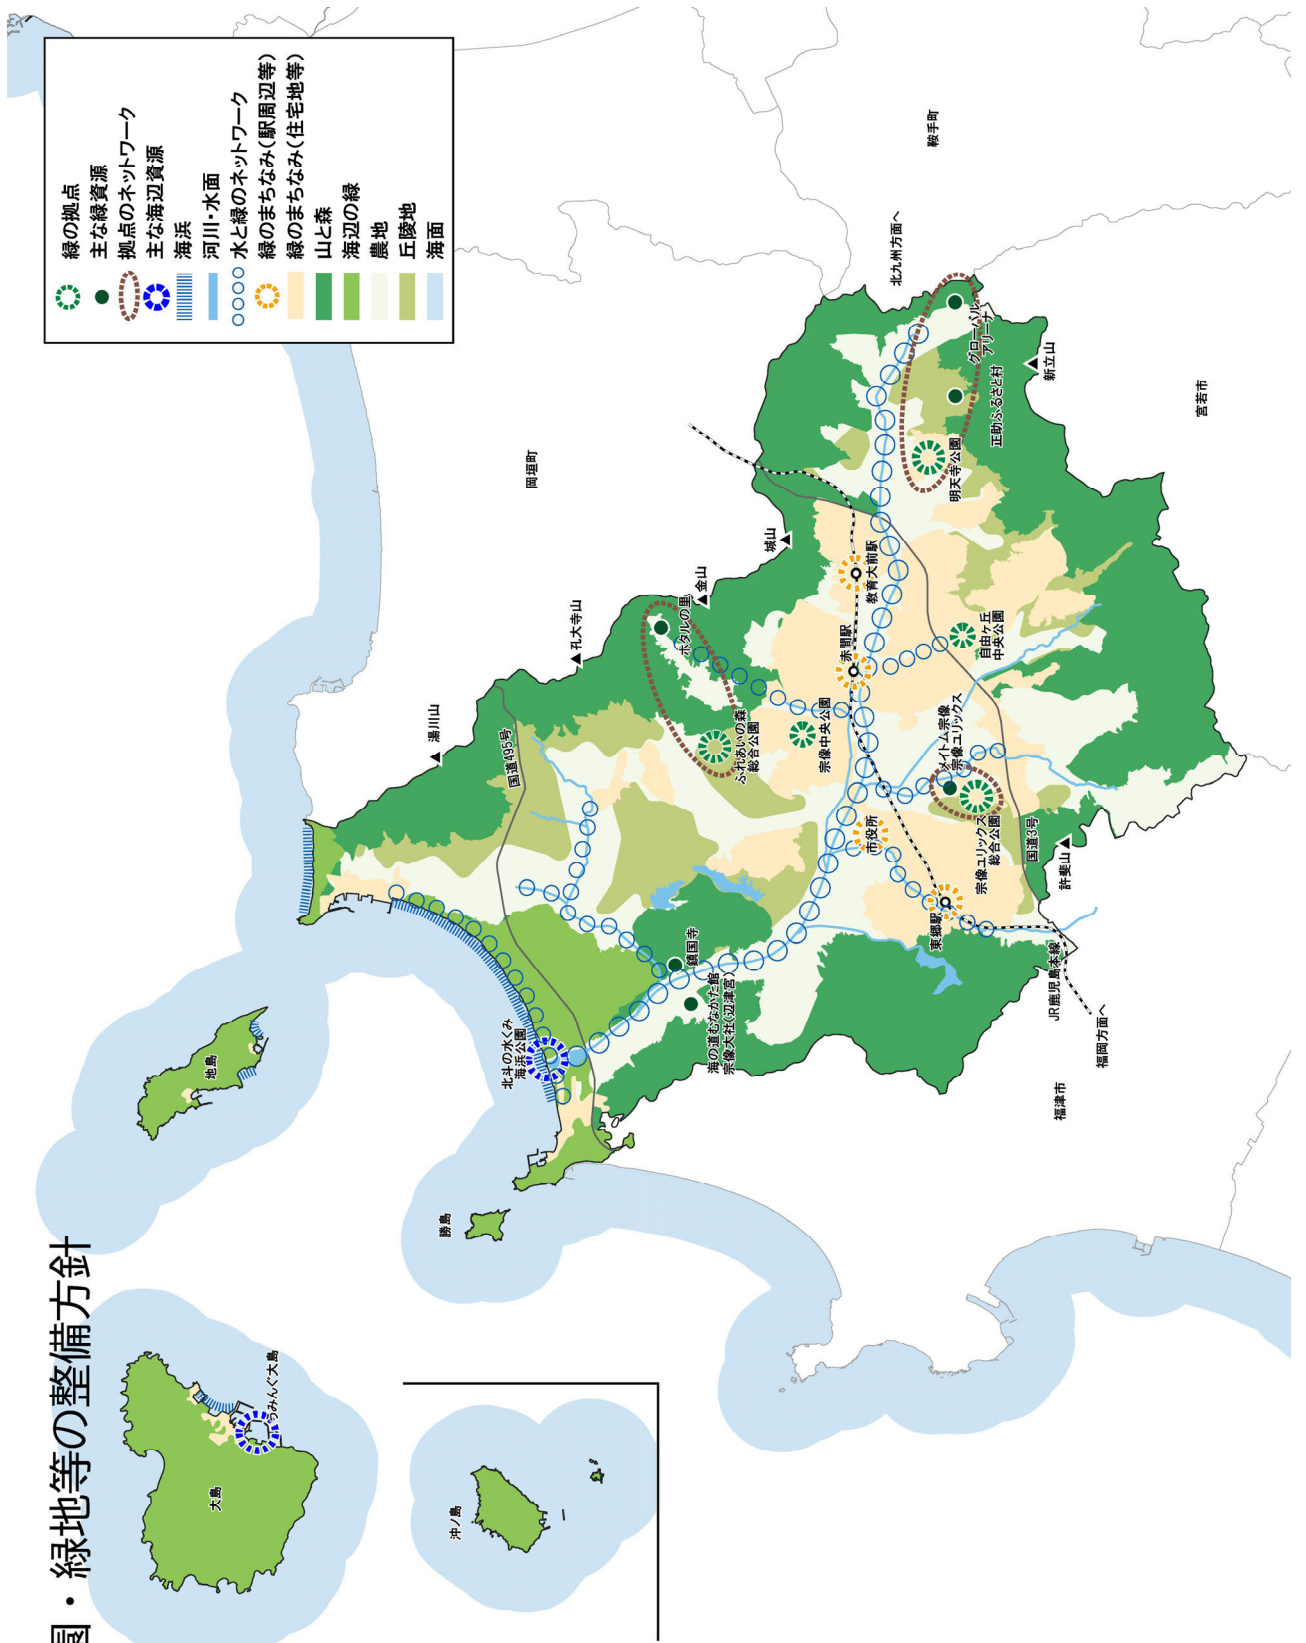 園・緑地等の整備方針
緑の拠点
主な緑資源
拠点のネットワーク
主な海辺資源
海浜
河川・水面
水と緑のネットワーク
緑のまちなみ(駅周辺等)
緑のまちなみ(住宅地等)
山と森
海辺の緑
農地
丘陵地
海面
大島
うみんぐ大島
沖ノ島
地島
勝島
北斗の水くみ
海浜公園
湯川山
国道495号
孔大寺山
岡垣町
金山
城山
ホタルの里
ふれあいの森
総合公園
宗像中央公園
鎮国寺
海の道むなかた館
宗像大社(辺津宮)
赤間駅
教育大前駅
市役所
東郷駅
自由ヶ丘
中央公園
メイトム宗像
宗像ユリックス
宗像ユリックス
総合公園
国道3号
許斐山
JR鹿児島本線
福岡方面へ
福津市
明天寺公園
正助ふるさと村
グローバル
アリーナ
新立山
北九州方面へ
鞍手町
宮若市